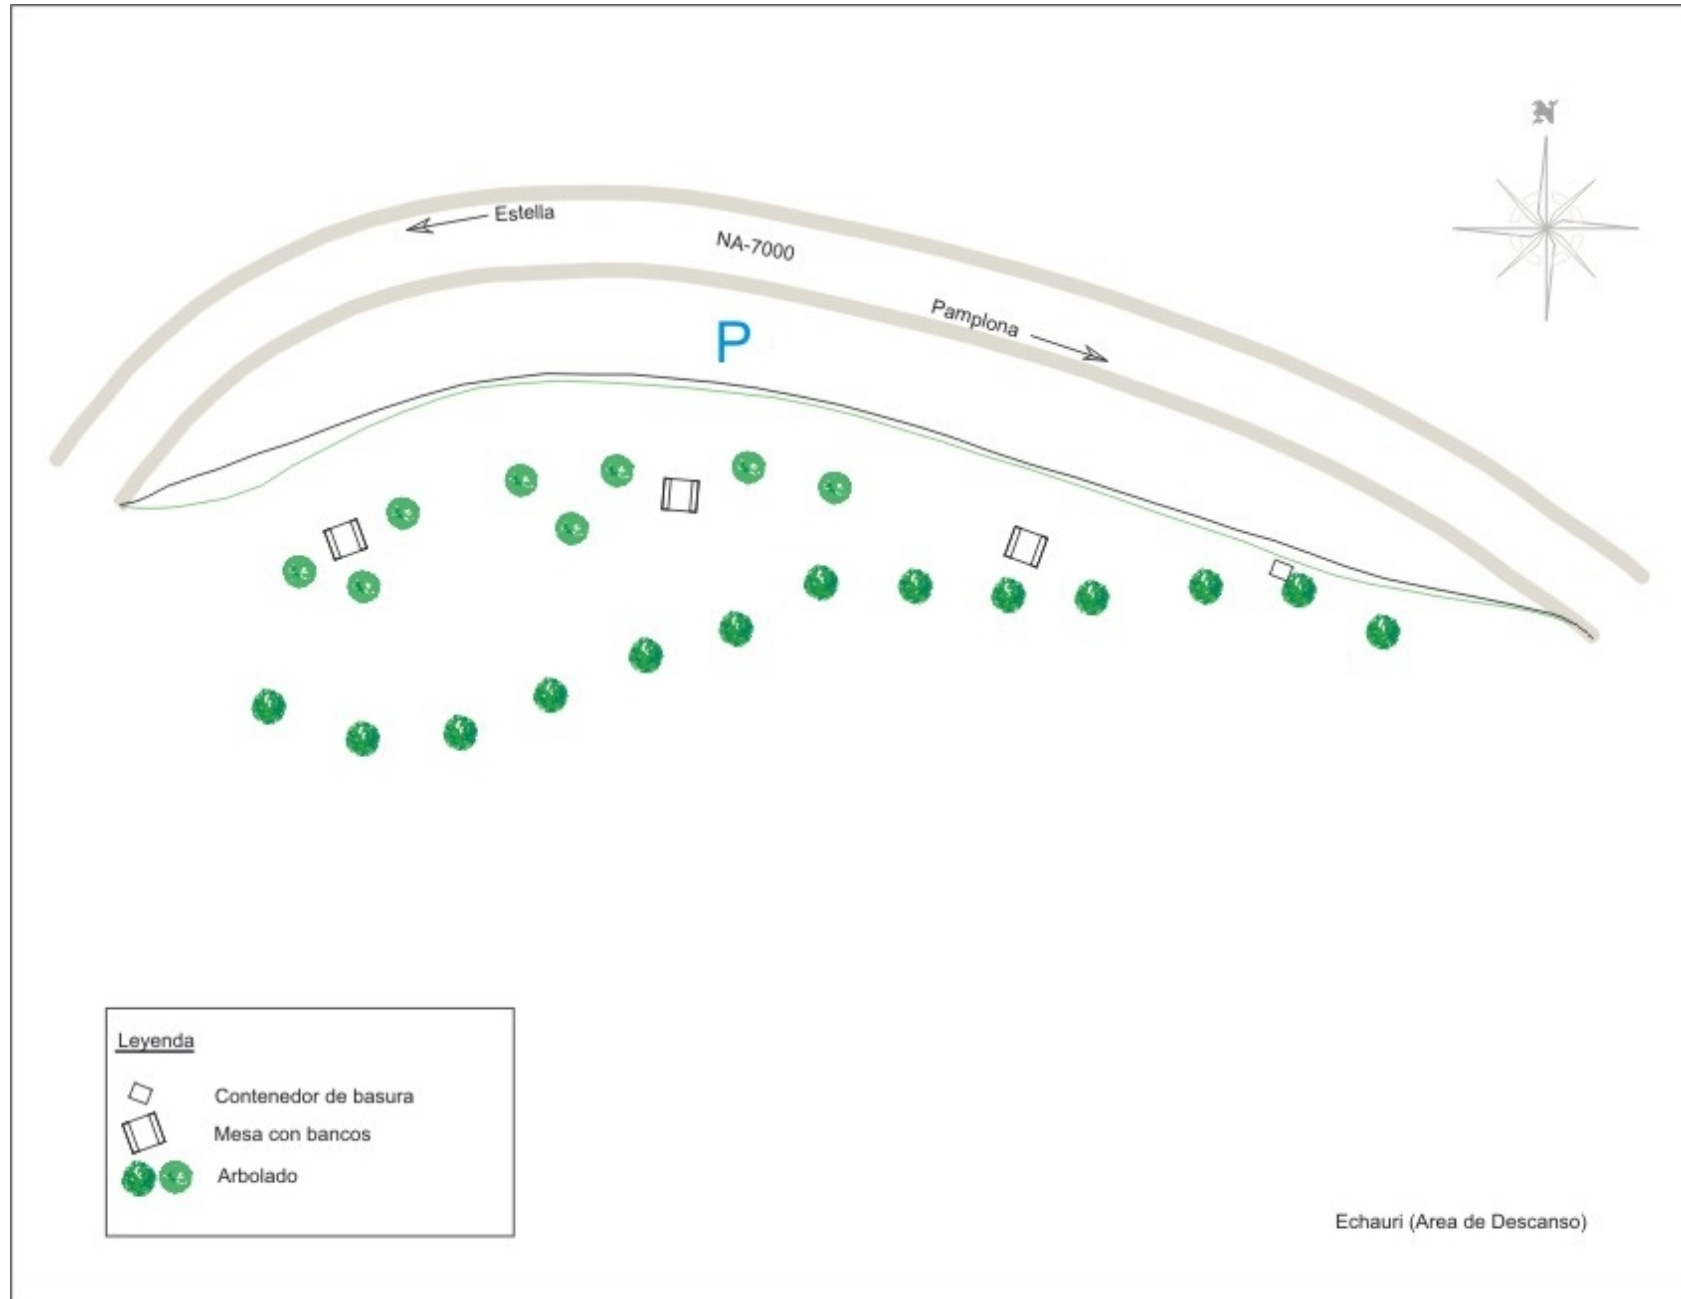 N
Estella
NA-7000
Pamplona
P
Leyenda
Contenedor de basura
Mesa con bancos
Arbolado
Echauri (Area de Descanso)